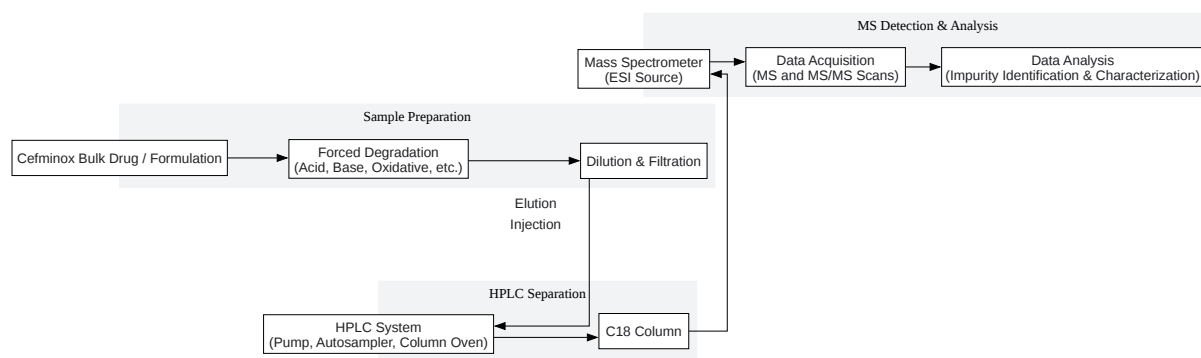 MS Detection & Analysis
Mass Spectrometer
(ESI Source)
Data Acquisition
(MS and MS/MS Scans)
Data Analysis
(Impurity Identification & Characterization)
Sample Preparation
Cefminox Bulk Drug / Formulation
Forced Degradation
(Acid, Base, Oxidative, etc.)
Dilution & Filtration
Elution
Injection
HPLC Separation
HPLC System
(Pump, Autosampler, Column Oven)
C18 Column